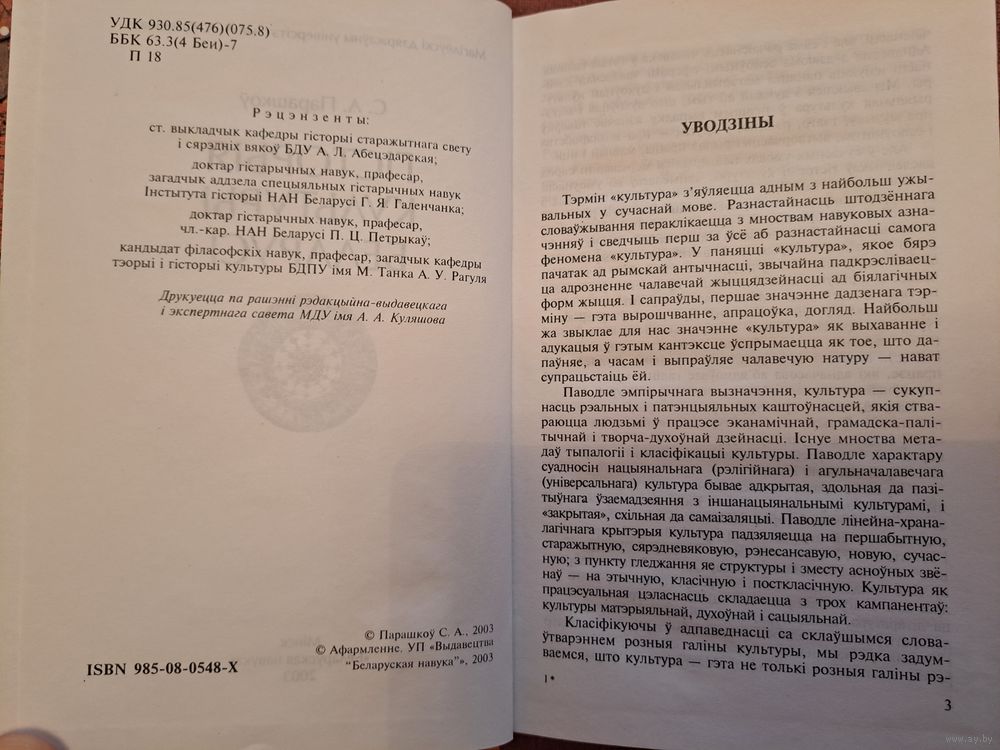 УДК 930.85(476)(075.8)
ББК 63.3(4 Беи)-7
П 18
Рэцэнзенты:
ст. выкладчык кафедры гісторыі старажытнага свету
і сярэдніх вякоў БДУ А. Л. Абецэдарская;
доктар гістарычных навук, прафесар,
загадчык аддзела спецыяльных гістарычных навук
Інстытута гісторыі НАН Беларусі Г. Я. Галенчанка;
доктар гістарычных навук, прафесар,
чл.-кар. НАН Беларусі П. Ц. Петрыкаў;
кандыдат філасофскіх навук, прафесар, загадчык кафедры
тэорыі і гісторыі культуры БДПУ імя М. Танка А. У. Рагуля
Друкуецца па рашэнні рэдакцыйна-выдавецкага
і экспертнага савета МДУ імя А. А. Куляшова
© Парашкоў С. А., 2003
© Афармленне. УП «Выдавецтва
"Беларуская навука"», 2003
ISBN 985-08-0548-X
УВОДЗІНЫ
Тэрмін «культура» з’яўляецца адным з найбольш ужы-
вальных у сучаснай мове. Разнастайнасць штодзённага
словаўжывання пераклікаецца з мноствам навуковых азна-
чэнняў і сведчыць перш за ўсё аб разнастайнасці самога
феномена «культура». У паняцці «культура», якое бярэ
пачатак ад рымскай антычнасці, звычайна падкрэсліваец-
ца адрозненне чалавечай жыццядзейнасці ад біялагічных
форм жыцця. І сапраўды, першае значэнне дадзенага тэр-
міну — гэта вырошчванне, апрацоўка, догляд. Найбольш
жа звыклае для нас значэнне «культура» як выхаванне і
адукацыя ў гэтым кантэксце ўспрымаецца як тое, што да-
паўняе, а часам і выпраўляе чалавечую натуру — нават
супрацьстаіць ёй.
Паводле эмпірычнага вызначэння, культура — сукуп-
насць рэальных і патэнцыяльных каштоўнасцей, якія ства-
раюцца людзьмі ў працэсе эканамічнай, грамадска-палі-
тычнай і творча-духоўнай дзейнасці. Існуе мноства мета-
даў тыпалогіі і класіфікацыі культуры. Паводле характару
суадносін нацыянальнага (рэлігійнага) і агульначалавечага
(універсальнага) культура бывае адкрытая, здольная да пазі-
тыўнага ўзаемадзеяння з іншанацыянальнымі культурамі, і
«закрытая», схільная да самаізаляцыі. Паводле лінейна-храна-
лагічнага крытэрыя культура падзяляецца на першабытную,
старажытную, сярэдневяковую, рэнесансавую, новую, сучас-
ную; з пункту гледжання яе структуры і зместу асноўных звё-
наў — на этычную, класічную і посткласічную. Культура як
працэсуальная цэласнасць складаецца з трох кампанентаў:
культуры матэрыяльнай, духоўнай і сацыяльнай.
Класіфікуючы ў адпаведнасці са склаўшымся слова-
ўтварэннем розныя галіны культуры, мы рэдка задум-
ваемся, што культура — гэта не толькі розныя галіны рэ-
1*
3
www.ay.by